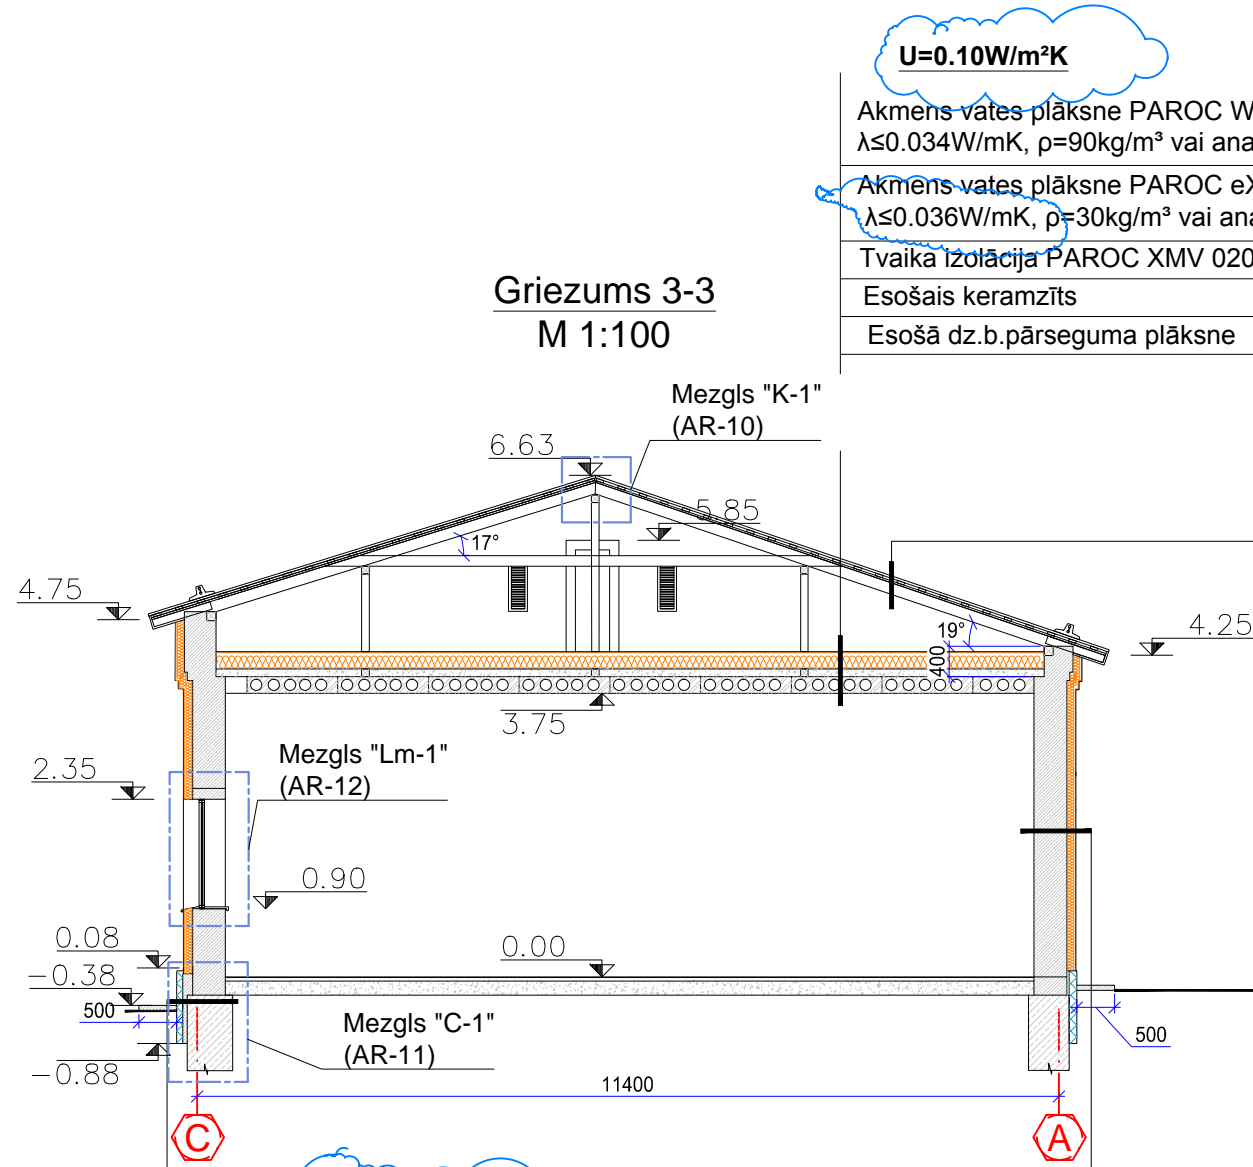 U=0.10W/m²K
Akmens vates plāksne PAROC W
λ≤0.034W/mK, ρ=90kg/m³ vai ana
Akmens vates plāksne PAROC eX
λ≤0.036W/mK, ρ=30kg/m³ vai ana
Tvaika izolācija PAROC XMV 020
Esošais keramzīts
Esošā dz.b.pārseguma plāksne
Griezums 3-3
M 1:100
Mezgls "K-1"
(AR-10)
6.63
5.85
17°
4.75
19°
4.25
400
3.75
Mezgls "Lm-1"
(AR-12)
2.35
0.90
0.08
0.00
-0.38
500
Mezgls "C-1"
(AR-11)
500
-0.88
11400
C
A